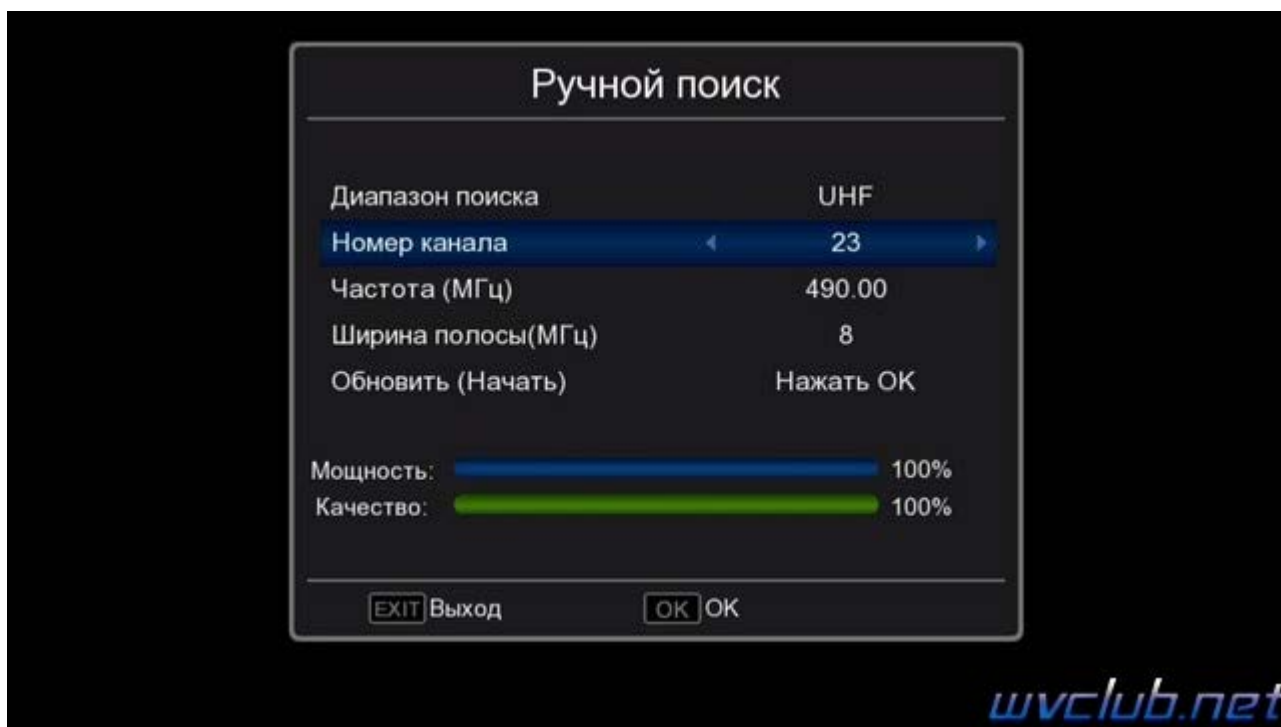 Ручной поиск
Диапазон поиска UHF
Номер канала 23
Частота (МГц) 490.00
Ширина полосы(МГц) 8
Обновить (Начать) Нажать OK
Мощность: 100%
Качество: 100%
EXIT Выход OK OK
wvclub.net